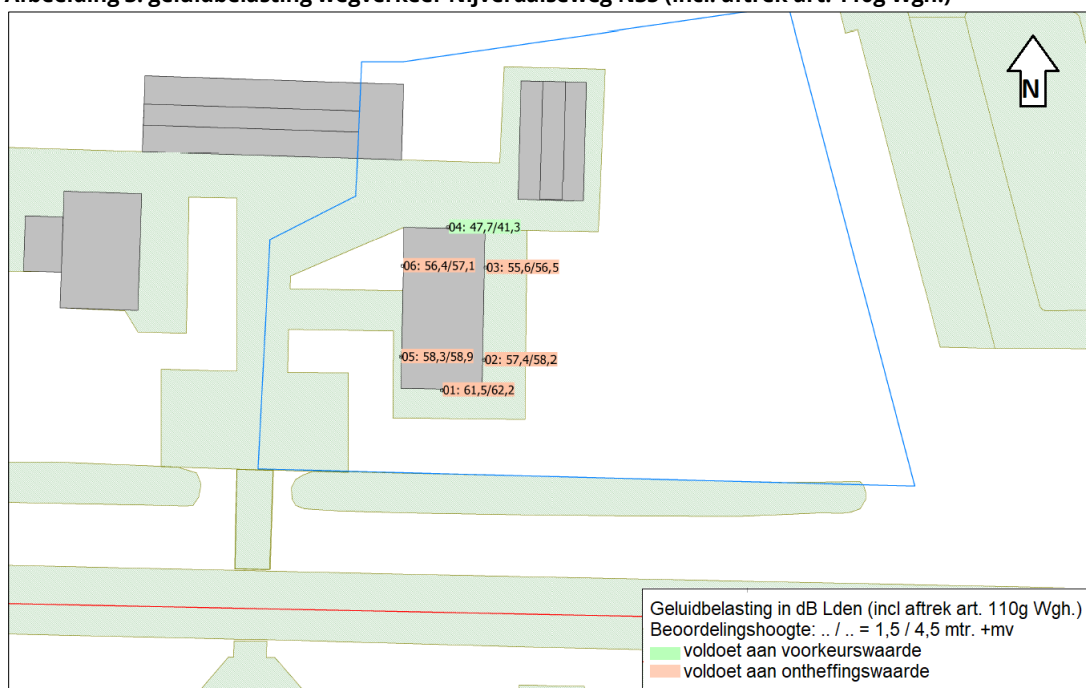 Afbeelding geluidbelasting wegverkeer Nijverdalseweg N35 (incl. aftrek art. 110g Wgh.)
N
04: 47,7/41,3
06: 56,4/57,1
03: 55,6/56,5
05: 58,3/58,9
02: 57,4/58,2
01: 61,5/62,2
Geluidbelasting in dB Lden (incl aftrek art. 110g Wgh.)
Beoordelingshoogte: .. / .. = 1,5 / 4,5 mtr. +mv
voldoet aan voorkeurswaarde
voldoet aan ontheffingswaarde